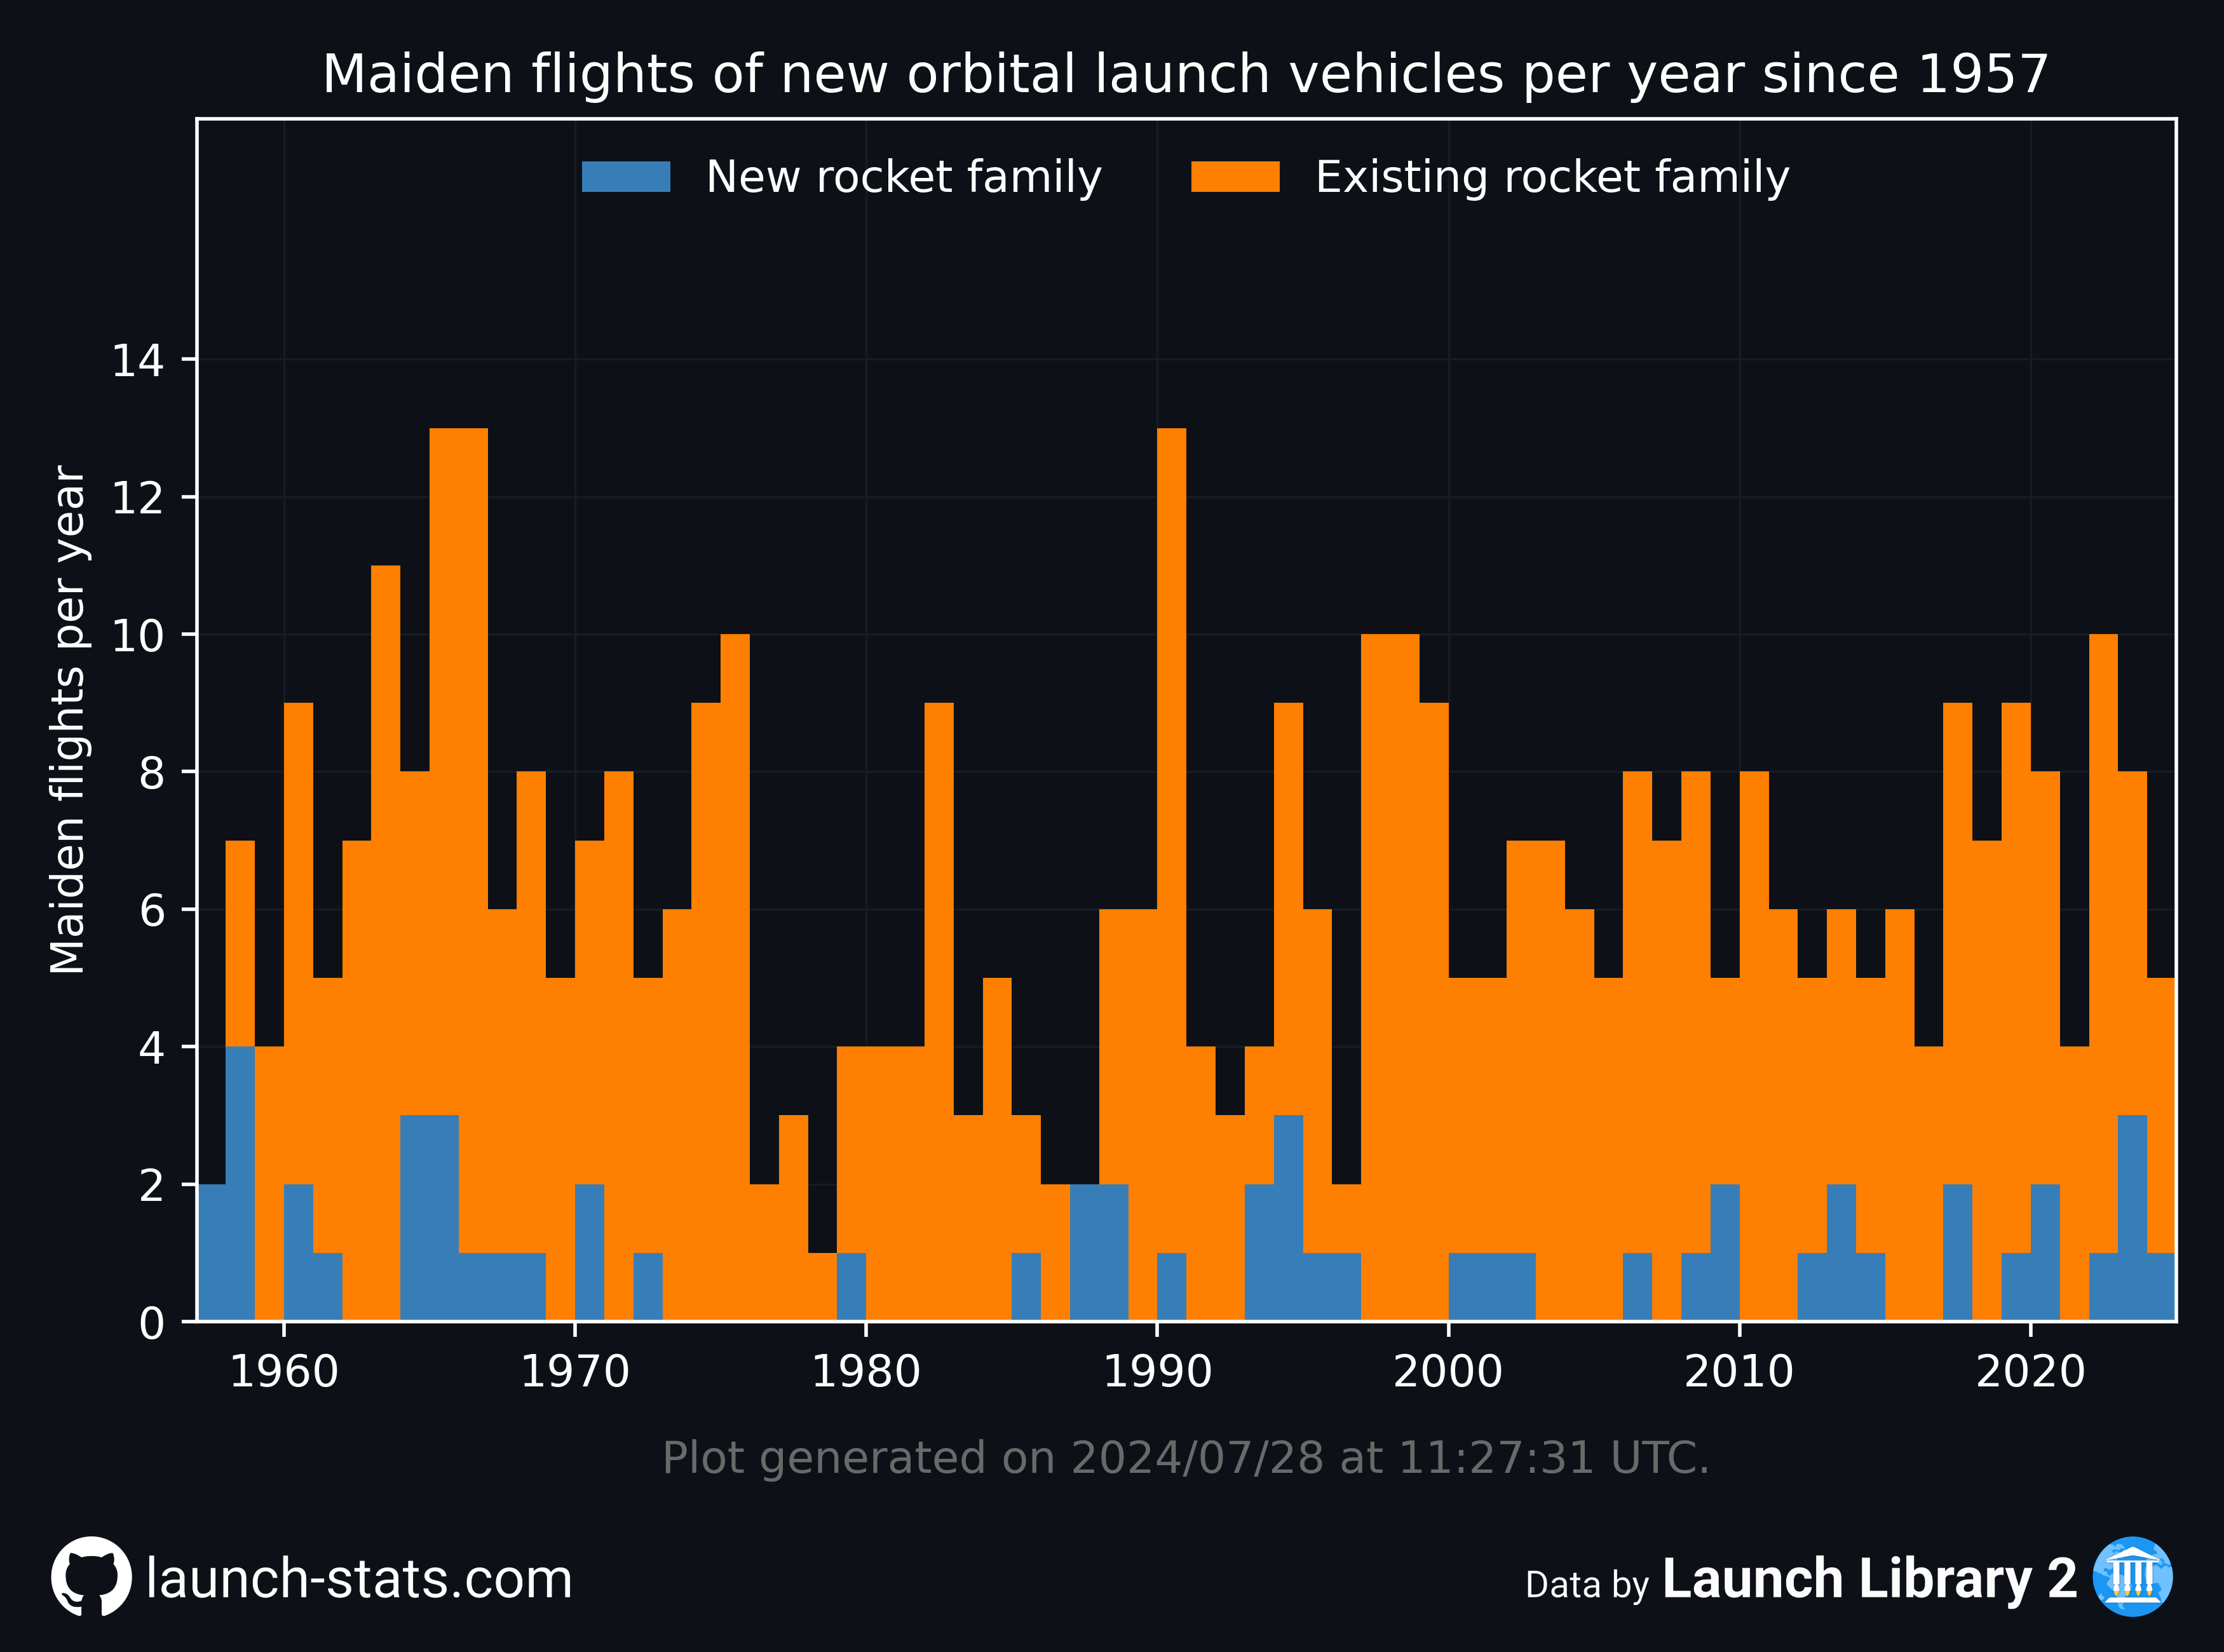 Maiden flights of new orbital launch vehicles per year since 1957
New rocket family
Existing rocket family
Maiden flights per year
14
12
10
8
6
4
2
0
1960 1970 1980 1990 2000 2010 2020
Plot generated on 2024/07/28 at 11:27:31 UTC.
launch-stats.com
Data by Launch Library 2